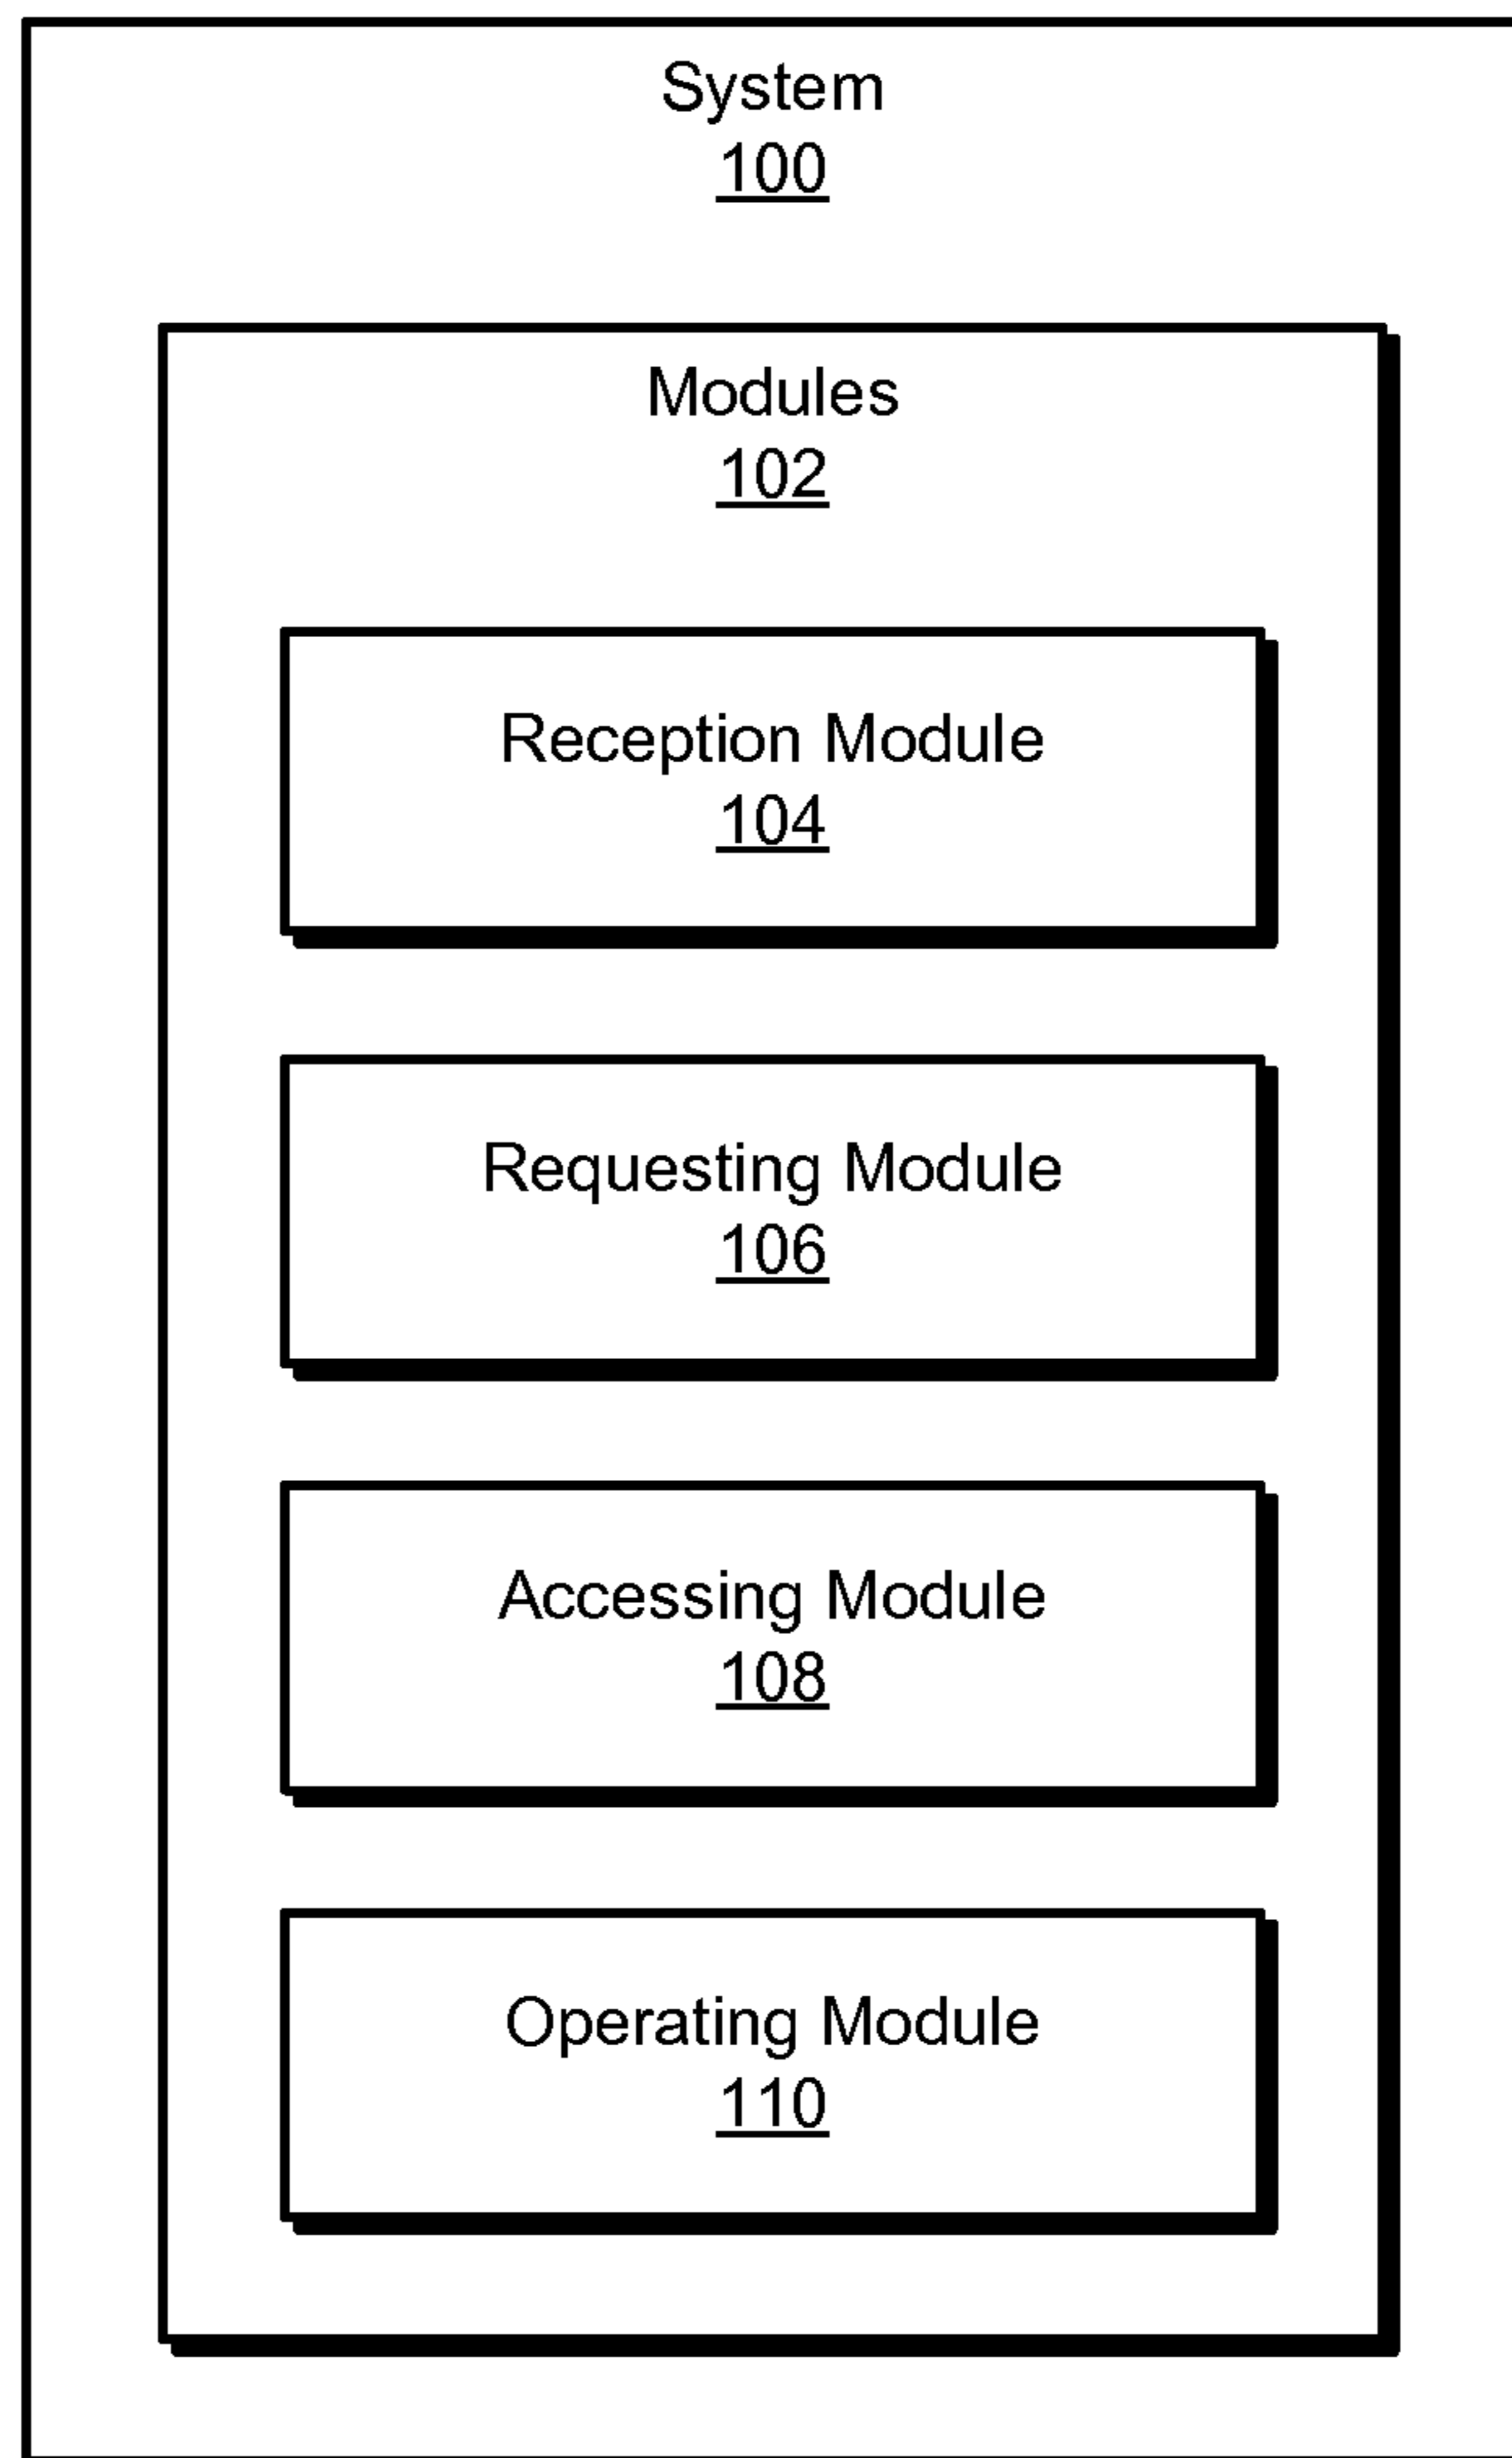 System
100
Modules
102
Reception Module
104
Requesting Module
106
Accessing Module
108
Operating Module
110